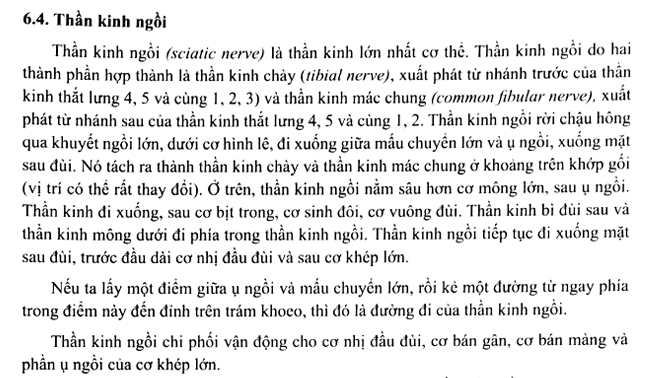 6.4. Thần kinh ngồi
Thần kinh ngồi (sciatic nerve) là thần kinh lớn nhất cơ thể. Thần kinh ngồi do hai
thành phần hợp thành là thần kinh chày (tibial nerve), xuất phát từ nhánh trước của thần
kinh thắt lưng 4, 5 và cùng 1, 2, 3) và thần kinh mác chung (common fibular nerve), xuất
phát từ nhánh sau của thần kinh thắt lưng 4, 5 và cùng 1, 2. Thần kinh ngồi rời chậu hông
qua khuyết ngồi lớn, dưới cơ hình lê, đi xuống giữa mấu chuyển lớn và ụ ngồi, xuống mặt
sau đùi. Nó tách ra thành thần kinh chày và thần kinh mác chung ở khoảng trên khớp gối
(vị trí có thể rất thay đổi). Ở trên, thần kinh ngồi nằm sâu hơn cơ mông lớn, sau ụ ngồi.
Thần kinh đi xuống, sau cơ bịt trong, cơ sinh đôi, cơ vuông đùi. Thần kinh bì đùi sau và
thần kinh mông dưới đi phía trong thần kinh ngồi. Thần kinh ngồi tiếp tục đi xuống mặt
sau đùi, trước đầu dài cơ nhị đầu đùi và sau cơ khép lớn.
Nếu ta lấy một điểm giữa ụ ngồi và mấu chuyển lớn, rồi kẻ một đường từ ngay phía
trong điểm này đến đỉnh trên trám khoeo, thì đó là đường đi của thần kinh ngồi.
Thần kinh ngồi chi phối vận động cho cơ nhị đầu đùi, cơ bán gân, cơ bán màng và
phần ụ ngồi của cơ khép lớn.